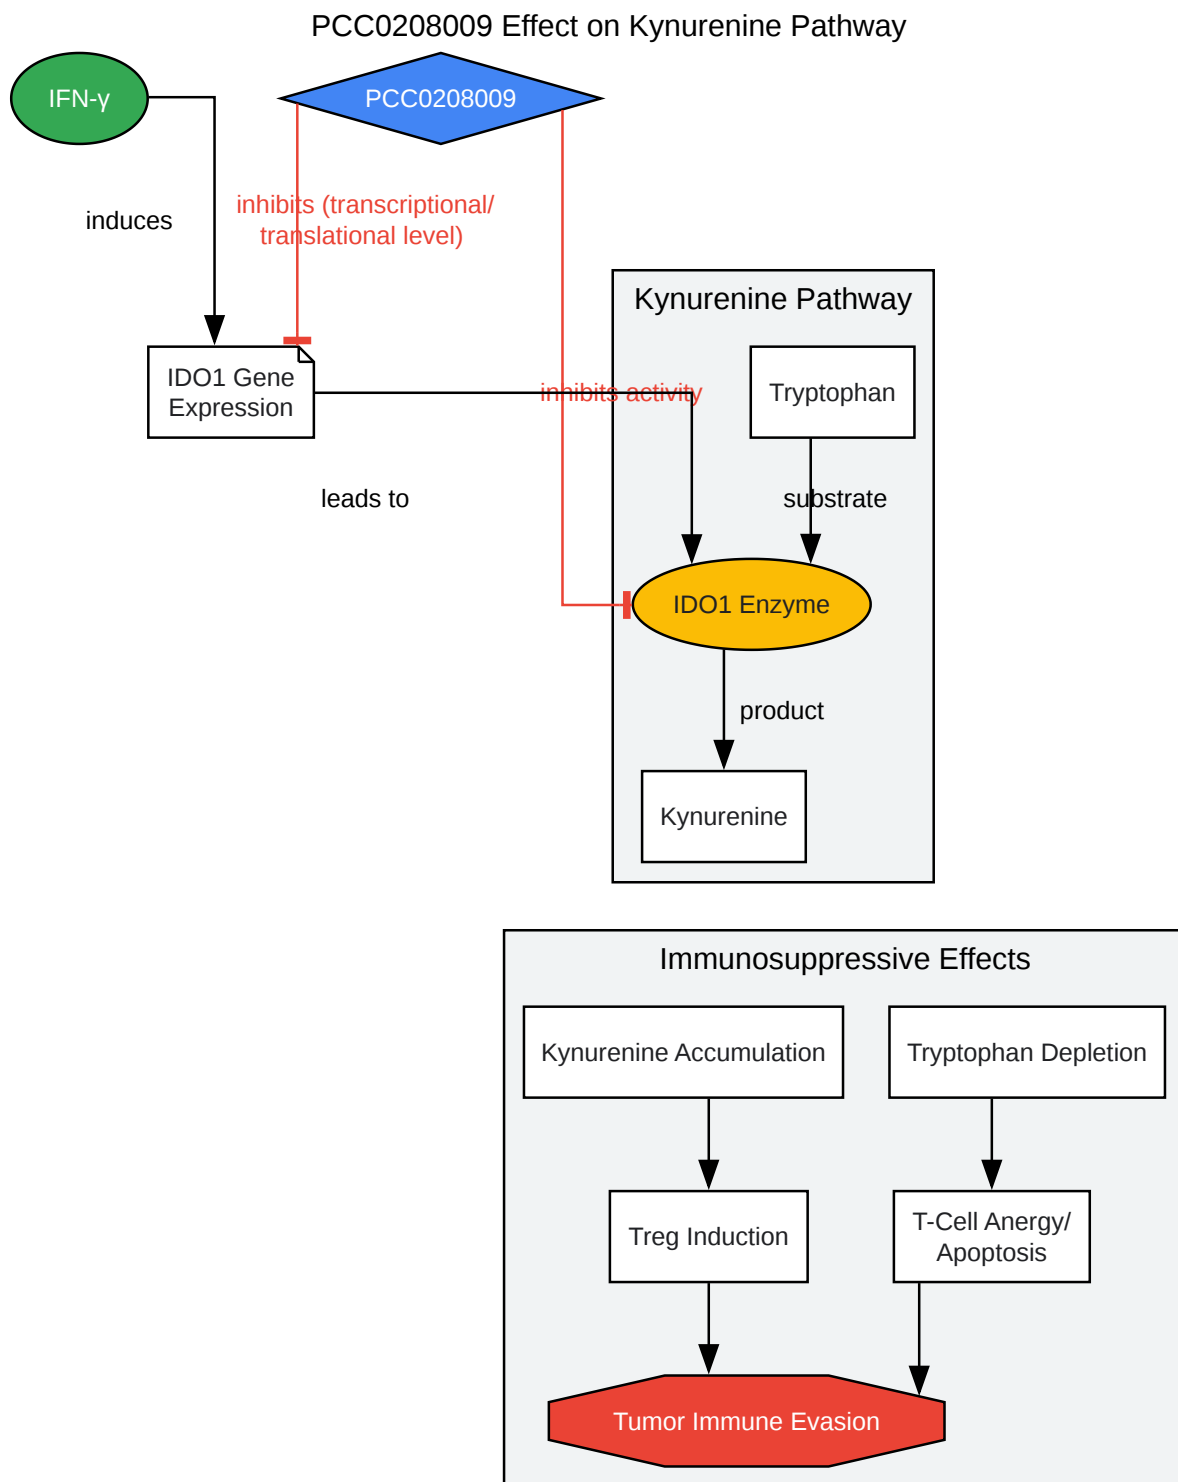 PCC0208009 Effect on Kynurenine Pathway
IFN-γ
PCC0208009
induces
inhibits (transcriptional/
translational level)
Kynurenine Pathway
IDO1 Gene
Expression
inhibits activity
Tryptophan
leads to
substrate
IDO1 Enzyme
product
Kynurenine
Immunosuppressive Effects
Kynurenine Accumulation
Tryptophan Depletion
Treg Induction
T-Cell Anergy/
Apoptosis
Tumor Immune Evasion